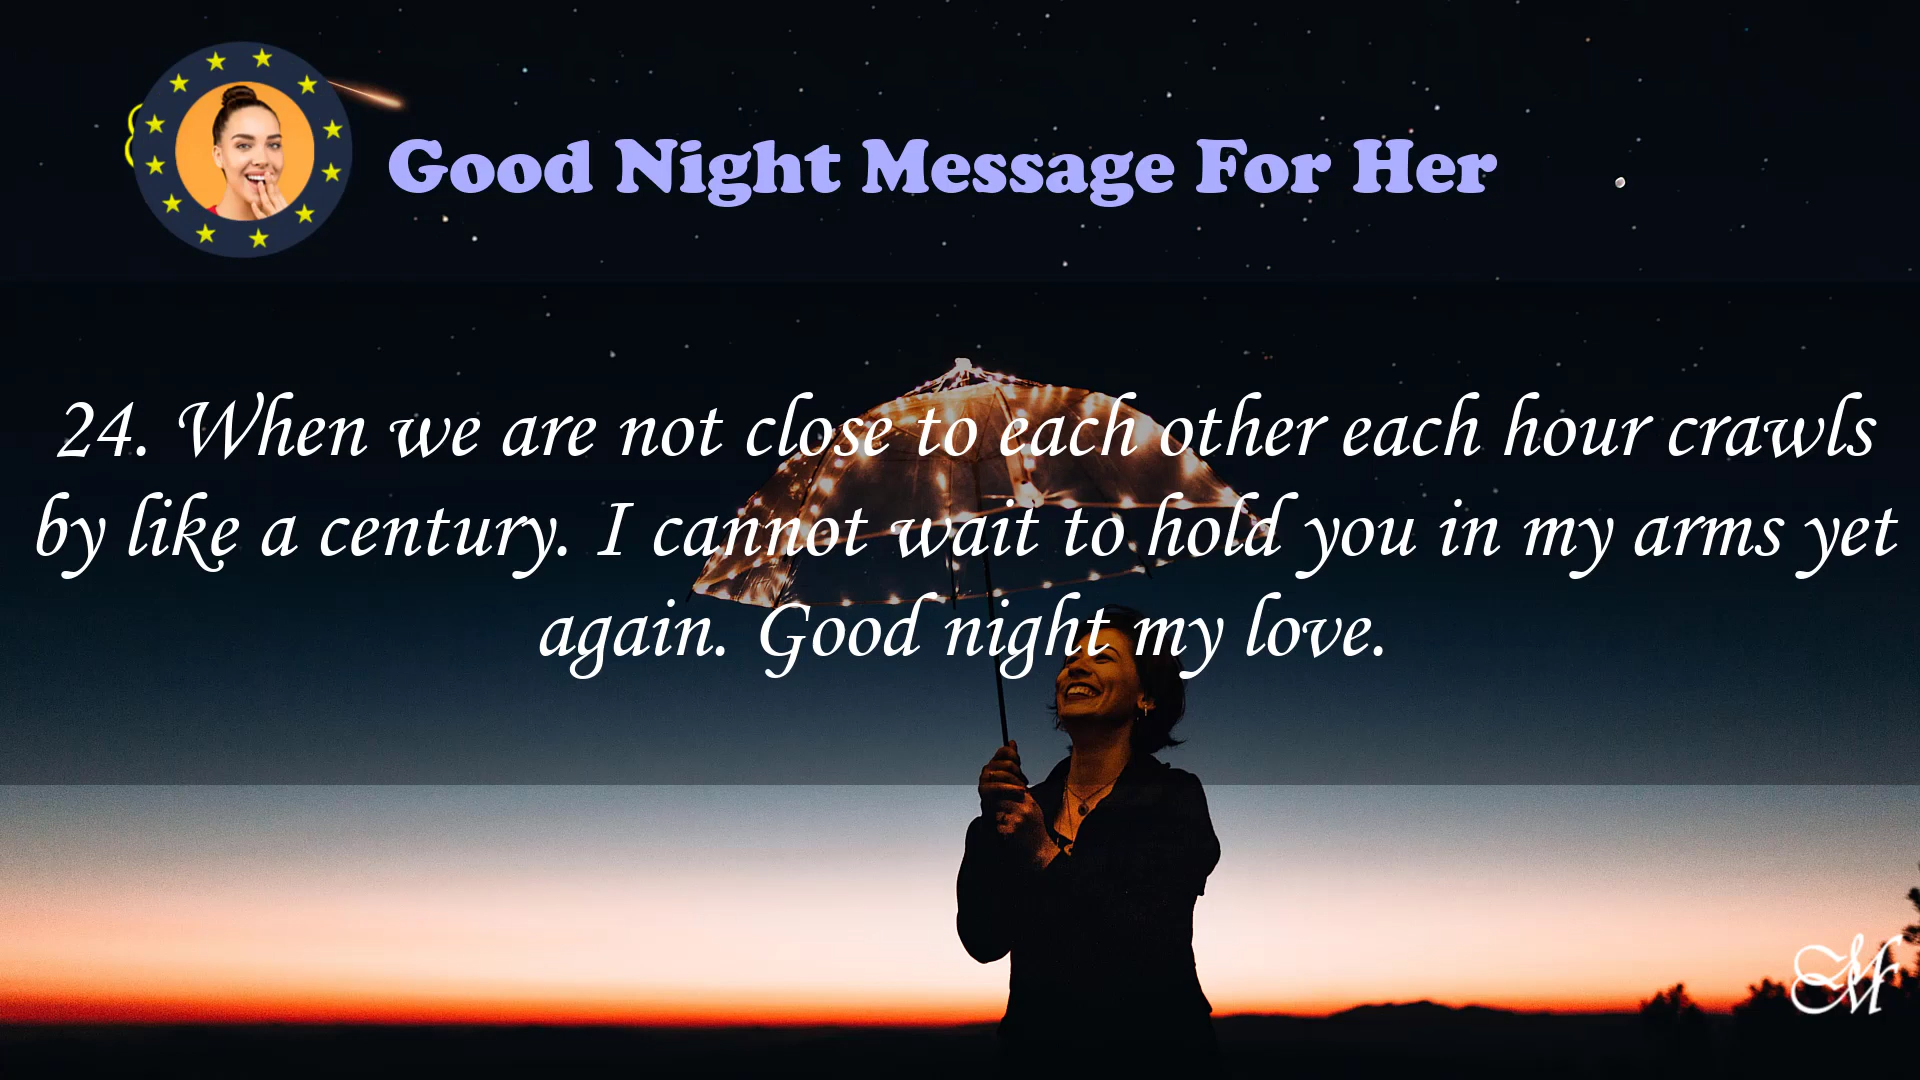 Good Night Message For Her
24. When we are not close to each other each hour crawls
by like a century. I cannot wait to hold you in my arms yet
again. Good night my love.
M